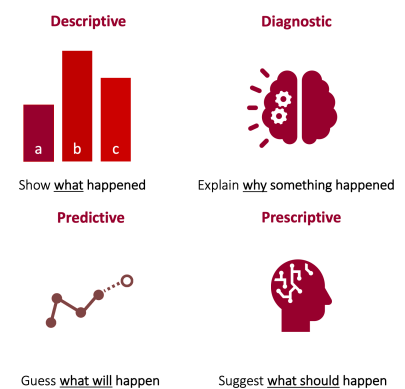 Descriptive
Diagnostic
a
b
c
Show what happened
Explain why something happened
Predictive
Prescriptive
Guess what will happen
Suggest what should happen